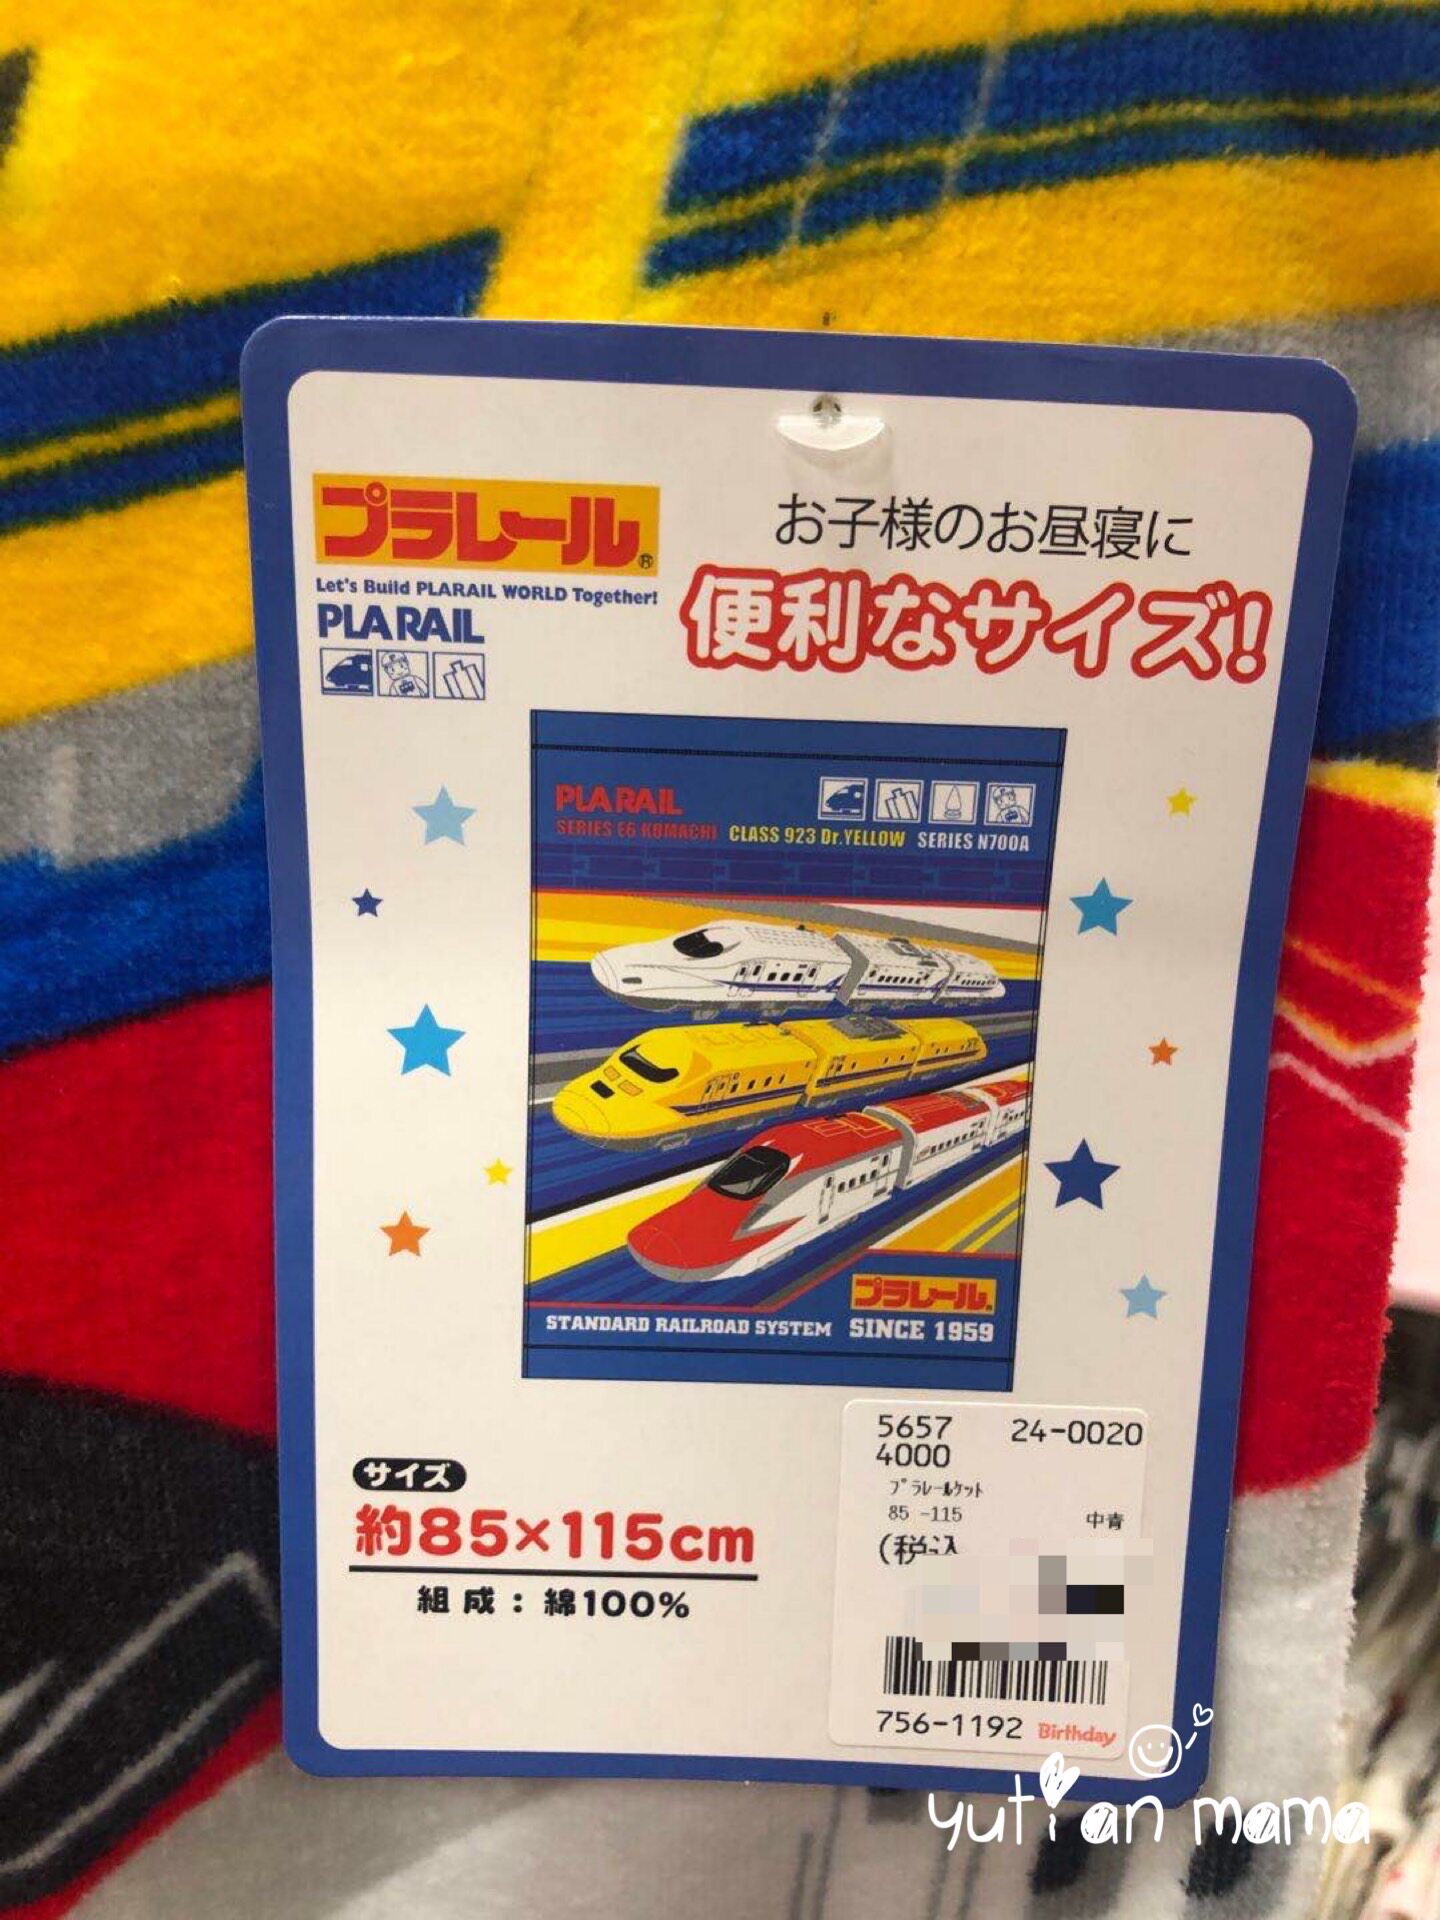 プラレール®
Let's Build PLARAIL WORLD Together!
PLARAIL
お子様のお昼寝に
便利なサイズ!
PLARAIL
SERIES E6 KOMACHI CLASS 923 Dr.YELLOW SERIES N700A
プラレール
STANDARD RAILROAD SYSTEM SINCE 1959
サイズ
約85×115cm
組成:綿100%
5657 24-0020
4000
プラレールケット
85 -115 中青
(税込
756-1192 Birthday
yutian mama